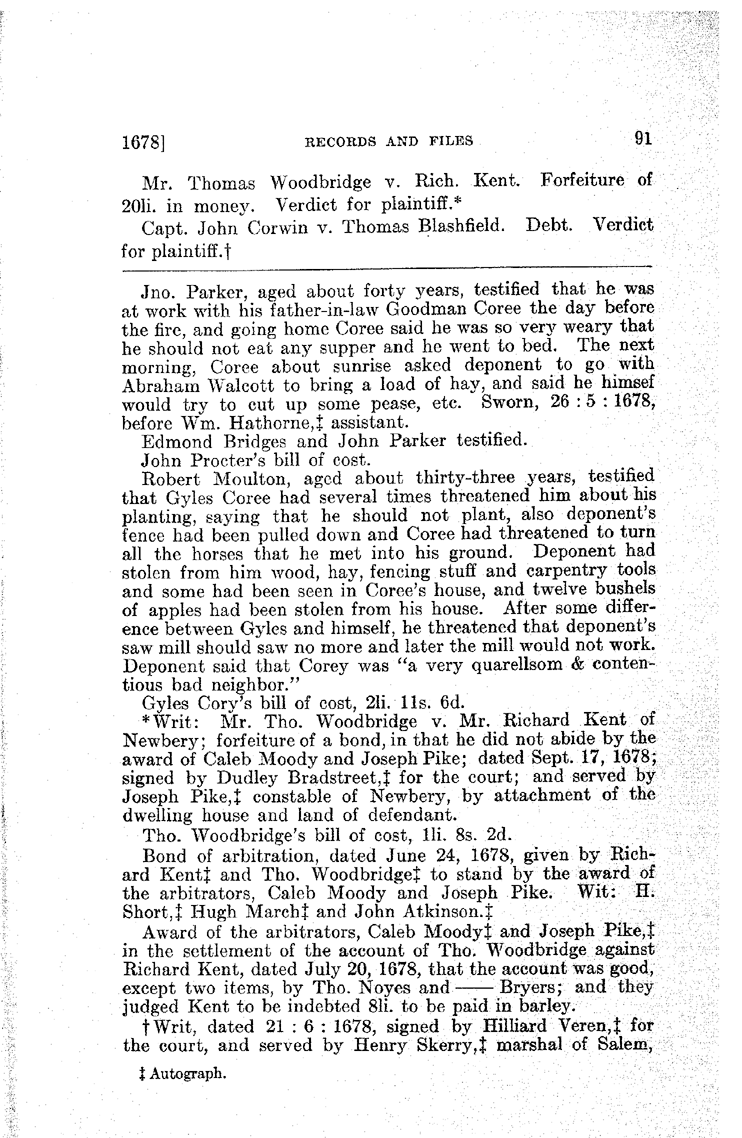 1678] RECORDS AND FILES 91
Mr. Thomas Woodbridge v. Rich. Kent. Forfeiture of
20li. in money. Verdict for plaintiff.*
Capt. John Corwin v. Thomas Blashfield. Debt. Verdict
for plaintiff.†
Jno. Parker, aged about forty years, testified that he was
at work with his father-in-law Goodman Coree the day before
the fire, and going home Coree said he was so very weary that
he should not eat any supper and he went to bed. The next
morning, Coree about sunrise asked deponent to go with
Abraham Walcott to bring a load of hay, and said he himsef
would try to cut up some pease, etc. Sworn, 26 : 5 : 1678,
before Wm. Hathorne,‡ assistant.
Edmond Bridges and John Parker testified.
John Procter's bill of cost.
Robert Moulton, aged about thirty-three years, testified
that Gyles Coree had several times threatened him about his
planting, saying that he should not plant, also deponent's
fence had been pulled down and Coree had threatened to turn
all the horses that he met into his ground. Deponent had
stolen from him wood, hay, fencing stuff and carpentry tools
and some had been seen in Coree's house, and twelve bushels
of apples had been stolen from his house. After some differ-
ence between Gyles and himself, he threatened that deponent's
saw mill should saw no more and later the mill would not work.
Deponent said that Corey was "a very quarellsom & conten-
tious bad neighbor."
Gyles Cory's bill of cost, 2li. 11s. 6d.
*Writ: Mr. Tho. Woodbridge v. Mr. Richard Kent of
Newbery; forfeiture of a bond, in that he did not abide by the
award of Caleb Moody and Joseph Pike; dated Sept. 17, 1678;
signed by Dudley Bradstreet,‡ for the court; and served by
Joseph Pike,‡ constable of Newbery, by attachment of the
dwelling house and land of defendant.
Tho. Woodbridge's bill of cost, 1li. 8s. 2d.
Bond of arbitration, dated June 24, 1678, given by Rich-
ard Kent‡ and Tho. Woodbridge‡ to stand by the award of
the arbitrators, Caleb Moody and Joseph Pike. Wit: H.
Short,‡ Hugh March‡ and John Atkinson.‡
Award of the arbitrators, Caleb Moody‡ and Joseph Pike,‡
in the settlement of the account of Tho. Woodbridge against
Richard Kent, dated July 20, 1678, that the account was good,
except two items, by Tho. Noyes and —— Bryers; and they
judged Kent to be indebted 8li. to be paid in barley.
†Writ, dated 21 : 6 : 1678, signed by Hilliard Veren,‡ for
the court, and served by Henry Skerry,‡ marshal of Salem,
‡ Autograph.